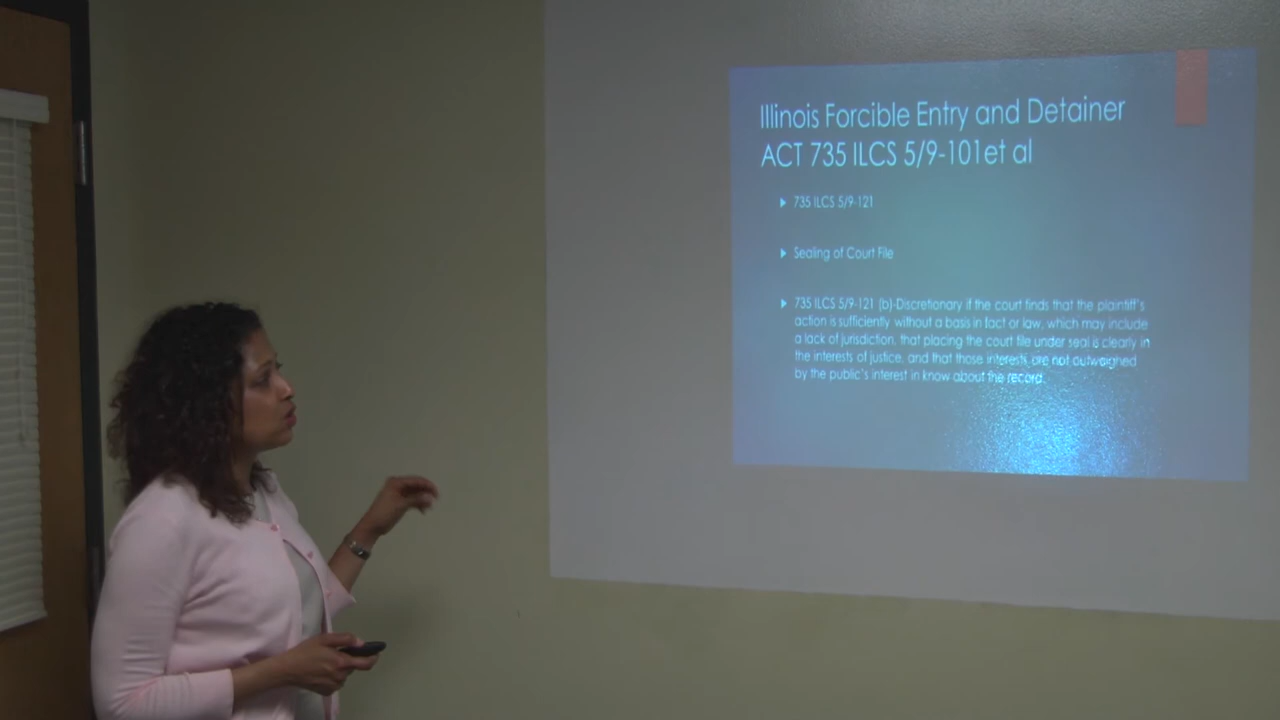 Illinois Forcible Entry and Detainer
ACT 735 ILCS 5/9-101et al
735 ILCS 5/9-121
Sealing of Court File
735 ILCS 5/9-121 (b)-Discretionary if the court finds that the plaintiff's
action is sufficiently without a basis in fact or law, which may include
a lack of jurisdiction, that placing the court file under seal is clearly in
the interests of justice, and that those interests are not outweighed
by the public's interest in know about the record.